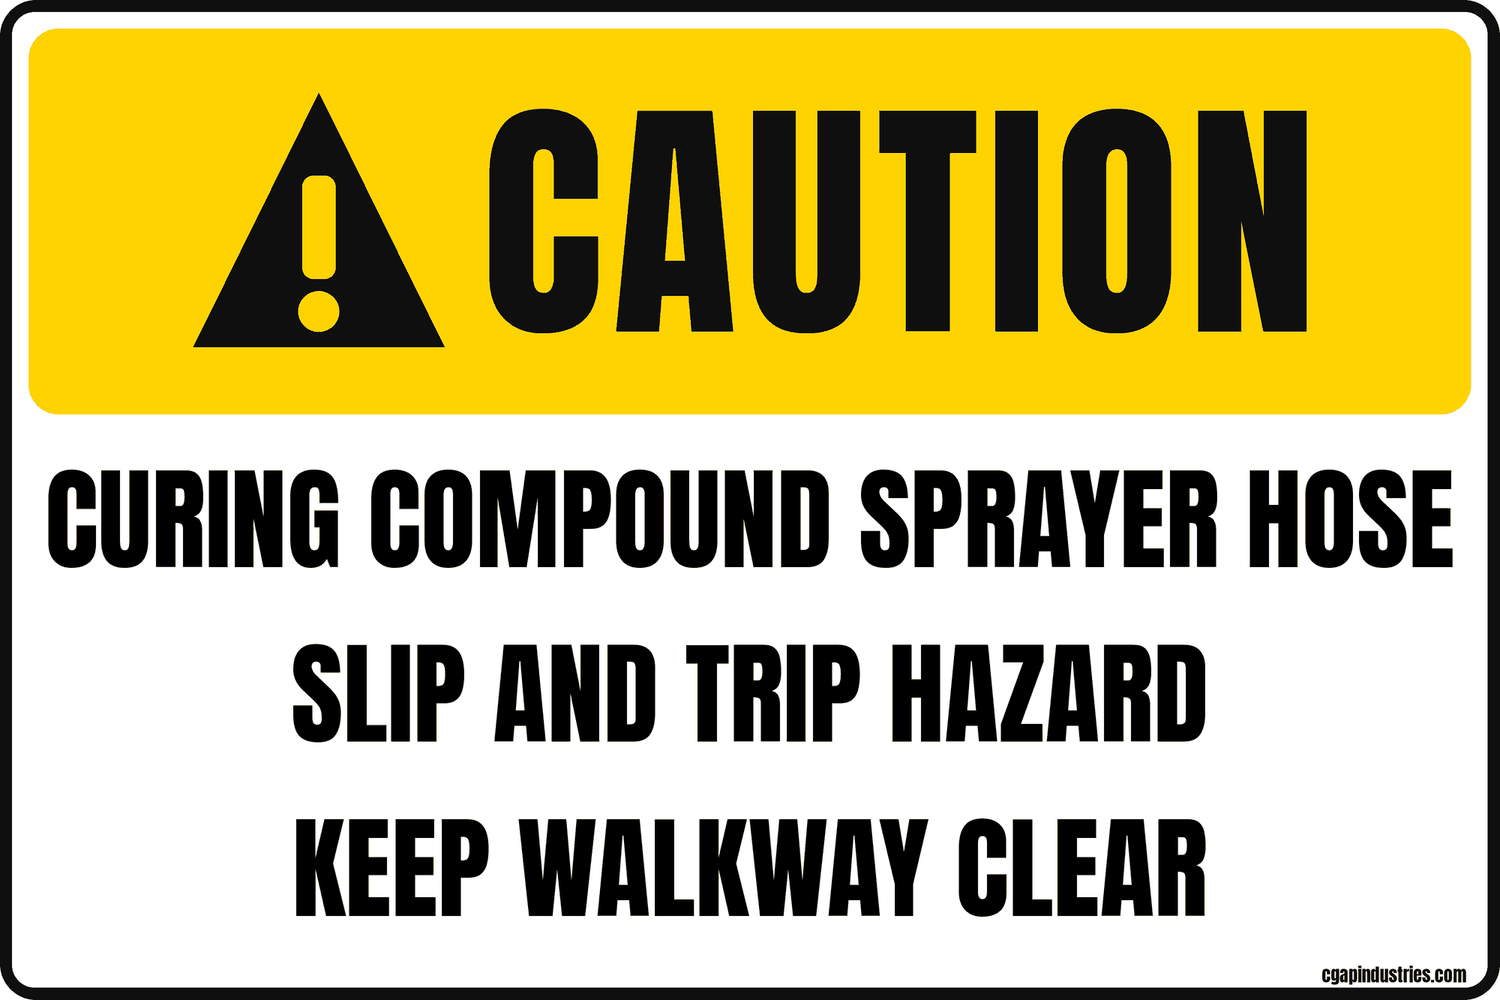 CAUTION
CURING COMPOUND SPRAYER HOSE
SLIP AND TRIP HAZARD
KEEP WALKWAY CLEAR
cgapindustries.com